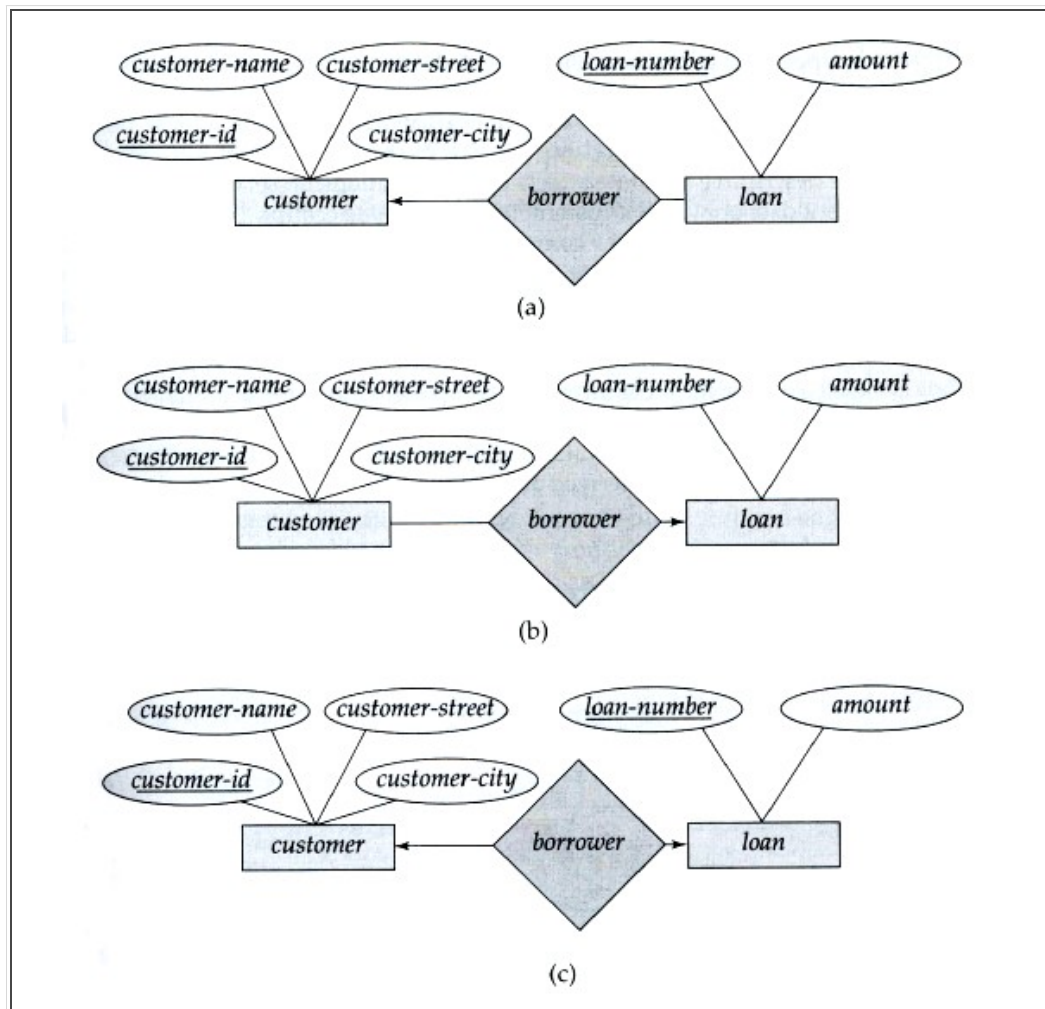 customer-name customer-street loan-number amount
customer-id customer-city
customer borrower loan
(a)
customer-name customer-street loan-number amount
customer-id customer-city
customer borrower loan
(b)
customer-name customer-street loan-number amount
customer-id customer-city
customer borrower loan
(c)